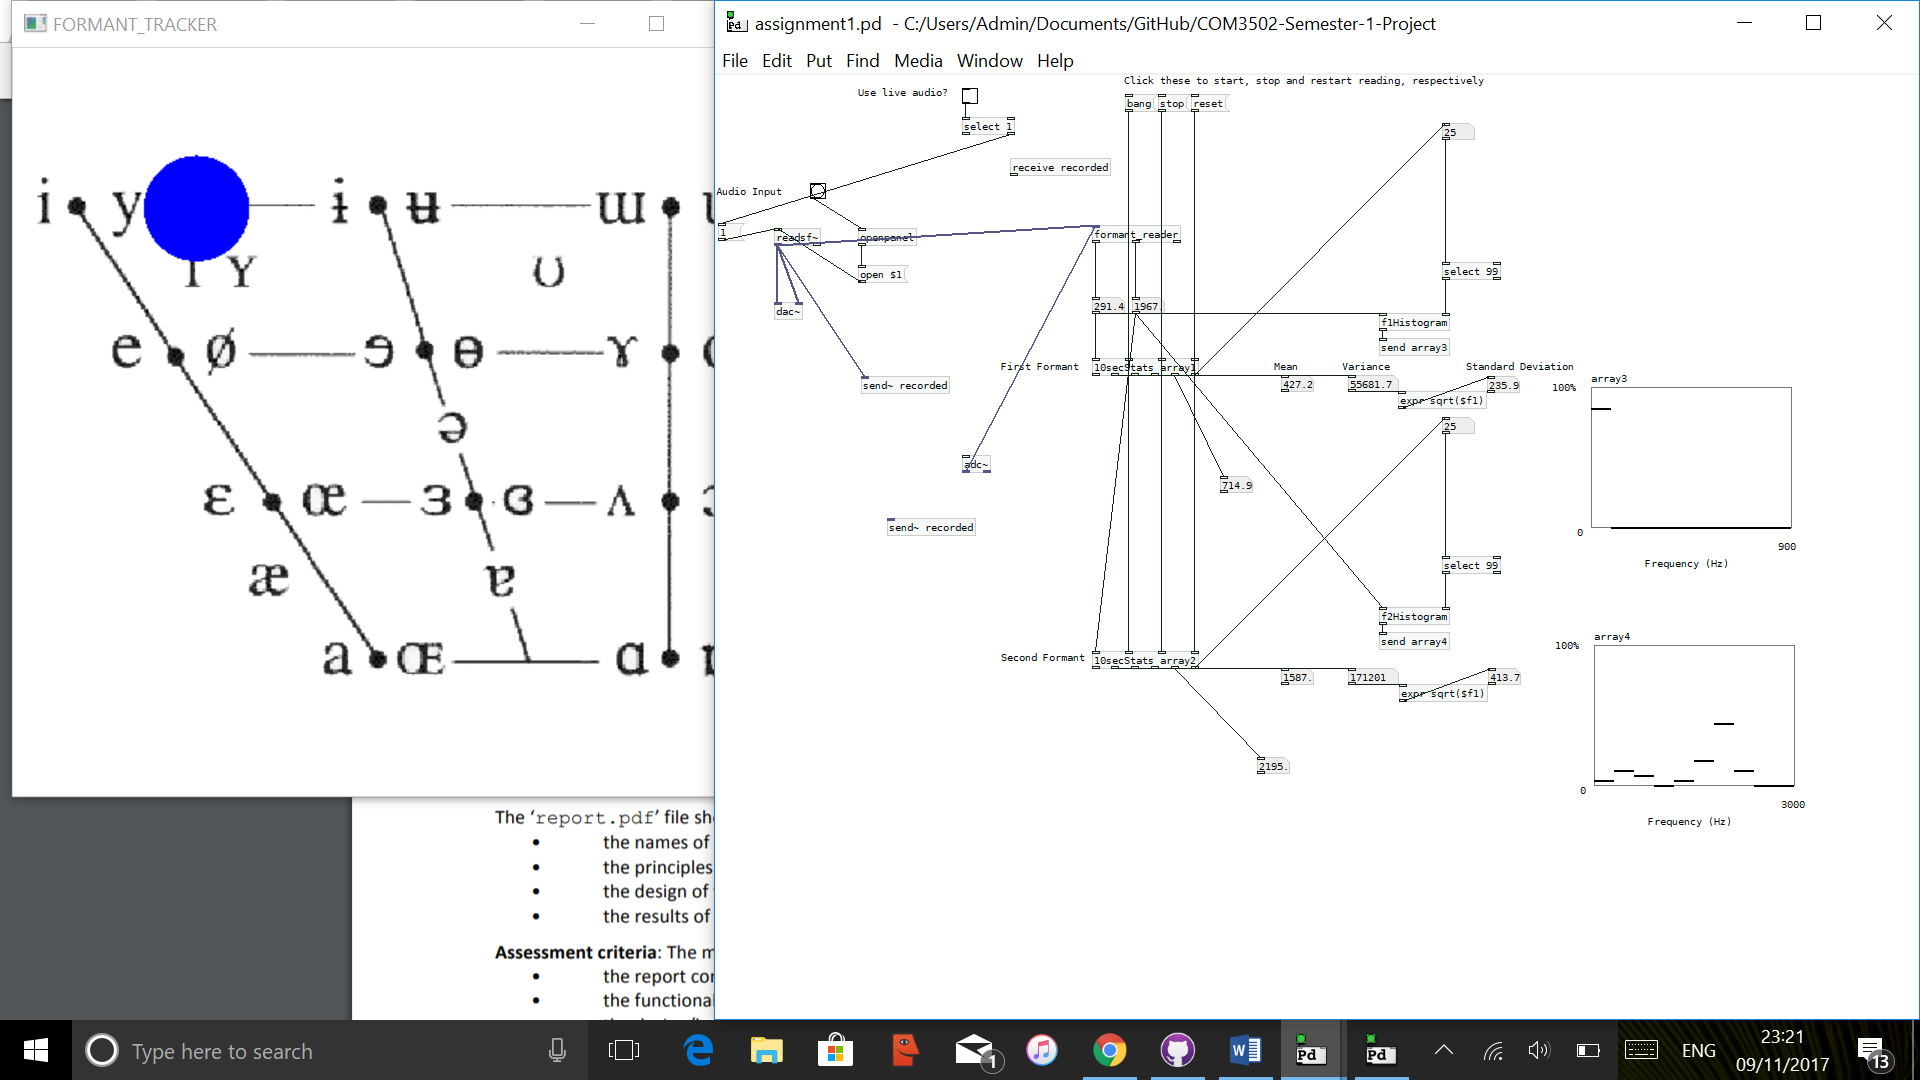 FORMANT_TRACKER
i y ɨ ʉ ɯ
Y ʊ
e ø ɘ ɵ ɤ
ə
ɛ œ ɜ ɞ ʌ
æ ɐ
a Œ ɑ
The ‘report.pdf’ file
• the names of
• the principles
• the design of
• the results of
Assessment criteria: The
• the report
• the
assignment1.pd - C:/Users/Admin/Documents/GitHub/COM3502-Semester-1-Project
File Edit Put Find Media Window Help
Click these to start, stop and restart reading, respectively
Use live audio?
bang stop reset
select 1
25
receive recorded
Audio Input
1
readsf~ openpanel formant_reader
open $1
select 99
dac~
291.4 1967.
f1Histogram
send array3
First Formant 10secStats array1 Mean Variance Standard Deviation
427.2 55681.7 235.9
expr sqrt($f1)
send~ recorded
25
array3
100%
0
900
Frequency (Hz)
adc~
714.9
send~ recorded
select 99
f2Histogram
send array4
Second Formant 10secStats array2
1587. 171201 413.7
expr sqrt($f1)
array4
100%
0
3000
Frequency (Hz)
2195.
Type here to search
1
W
Pd
Pd
ENG
23:21
09/11/2017
13